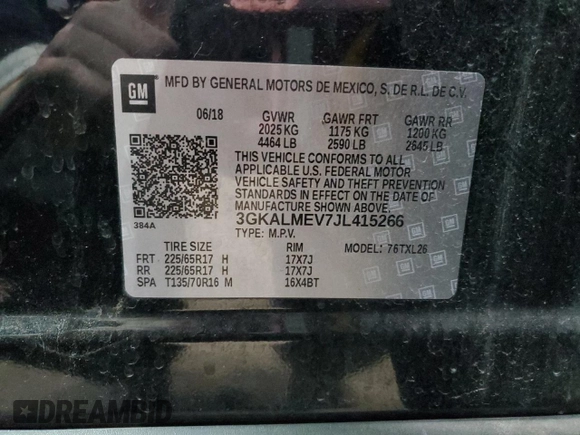 GM
MFD BY GENERAL MOTORS DE MEXICO, S. DE R.L. DE C.V.
06/18 GVWR GAWR FRT GAWR RR
2025 KG 1175 KG 1200 KG
4464 LB 2590 LB 2645 LB
THIS VEHICLE CONFORMS TO ALL
APPLICABLE U.S. FEDERAL MOTOR
VEHICLE SAFETY AND THEFT PREVENTION
STANDARDS IN EFFECT ON THE DATE OF
MANUFACTURE SHOWN ABOVE.
3GKALMEV7JL415266
384A
TYPE: M.P.V. MODEL: 76TXL26
TIRE SIZE RIM
FRT 225/65R17 H 17X7J
RR 225/65R17 H 17X7J
SPA T135/70R16 M 16X4BT
DREAMBID